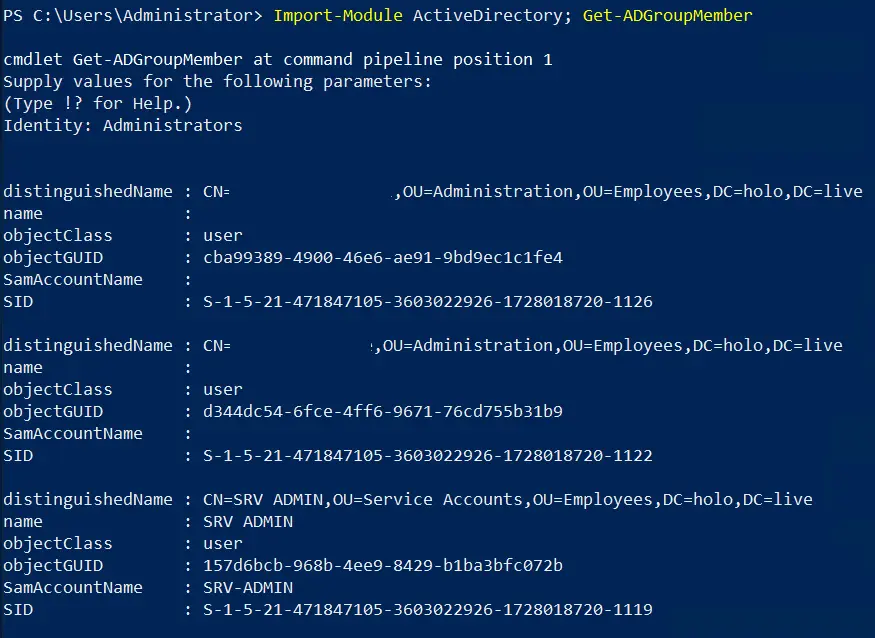 PS C:\Users\Administrator> Import-Module ActiveDirectory; Get-ADGroupMember
cmdlet Get-ADGroupMember at command pipeline position 1
Supply values for the following parameters:
(Type !? for Help.)
Identity: Administrators
distinguishedName : CN= ,OU=Administration,OU=Employees,DC=holo,DC=live
name :
objectClass : user
objectGUID : cba99389-4900-46e6-ae91-9bd9ec1c1fe4
SamAccountName :
SID : S-1-5-21-471847105-3603022926-1728018720-1126
distinguishedName : CN= ,OU=Administration,OU=Employees,DC=holo,DC=live
name :
objectClass : user
objectGUID : d344dc54-6fce-4ff6-9671-76cd755b31b9
SamAccountName :
SID : S-1-5-21-471847105-3603022926-1728018720-1122
distinguishedName : CN=SRV ADMIN,OU=Service Accounts,OU=Employees,DC=holo,DC=live
name : SRV ADMIN
objectClass : user
objectGUID : 157d6bcb-968b-4ee9-8429-b1ba3bfc072b
SamAccountName : SRV-ADMIN
SID : S-1-5-21-471847105-3603022926-1728018720-1119